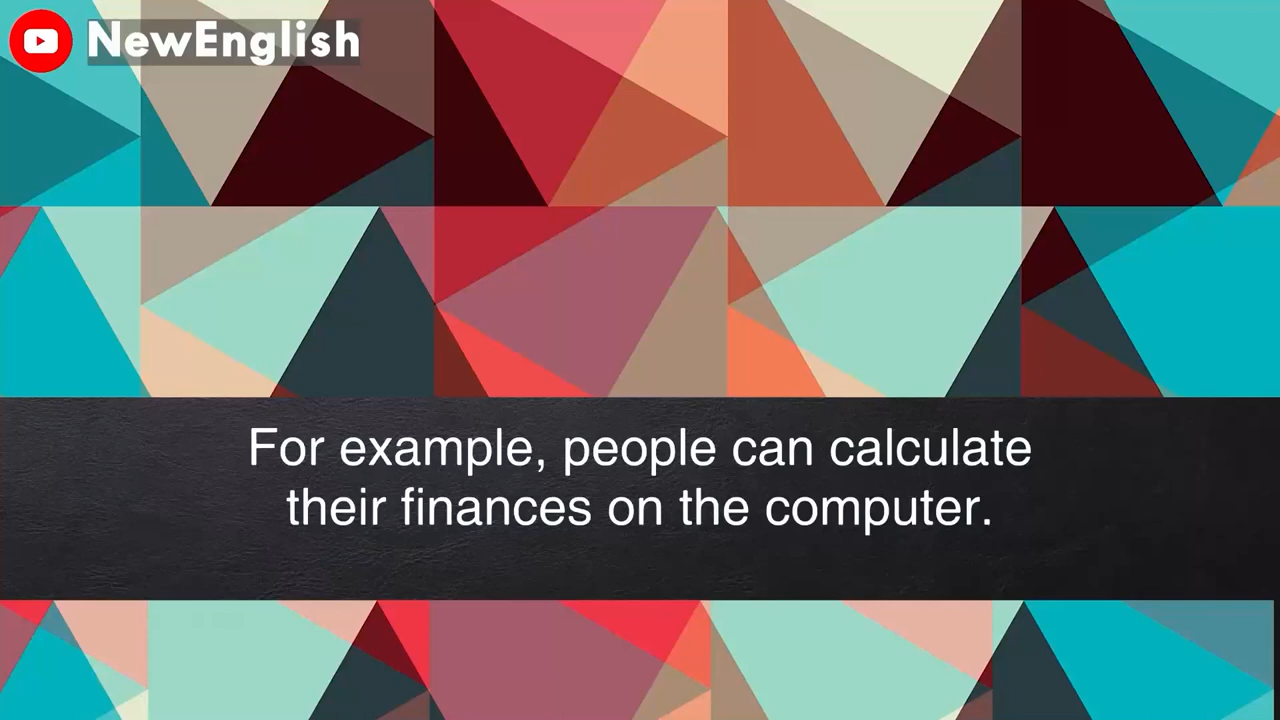 NewEnglish
For example, people can calculate
their finances on the computer.